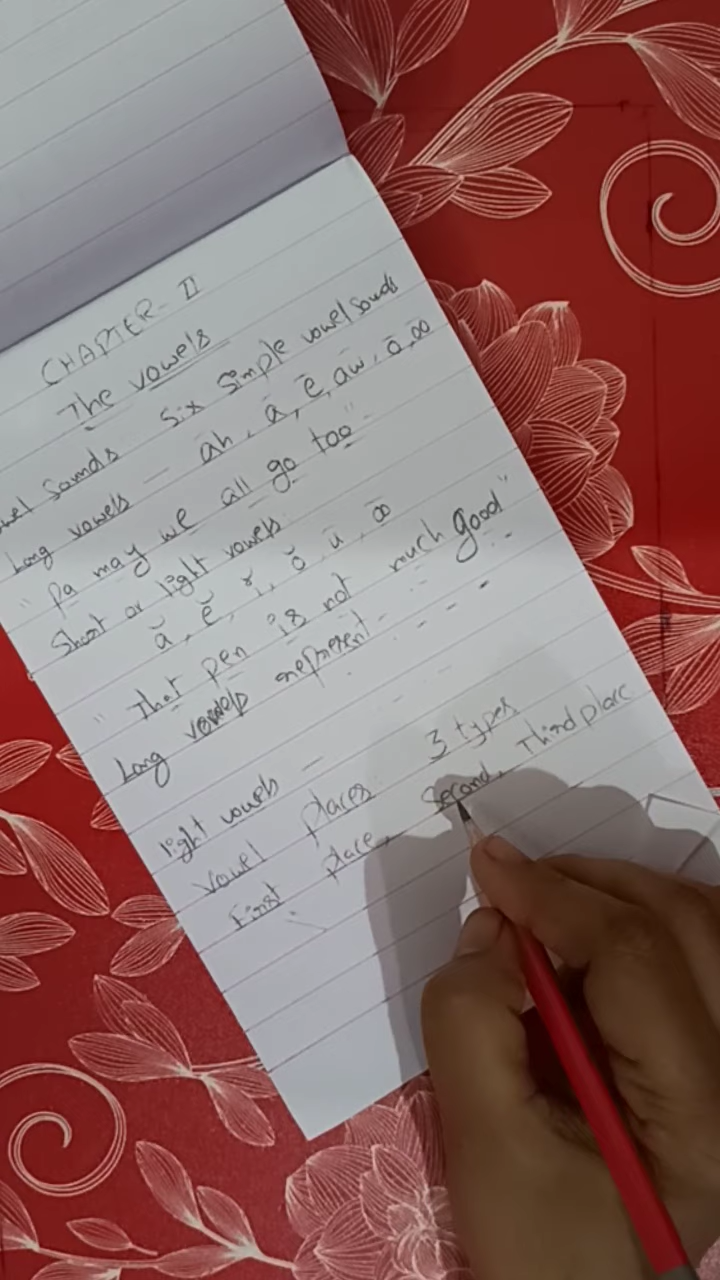 CHAPTER - II
The vowels
vowel Sounds six simple vowel sounds
Long vowels — ah, ā, ē, aw, ō, ōō
"Pa may we all go too"
Short or light vowels
ă, ĕ, ĭ, ŏ, ŭ, ŏŏ
"That pen is not much good"
Long vowels represent
light vowels —
Vowel places 3 types
First place, Second, Third place